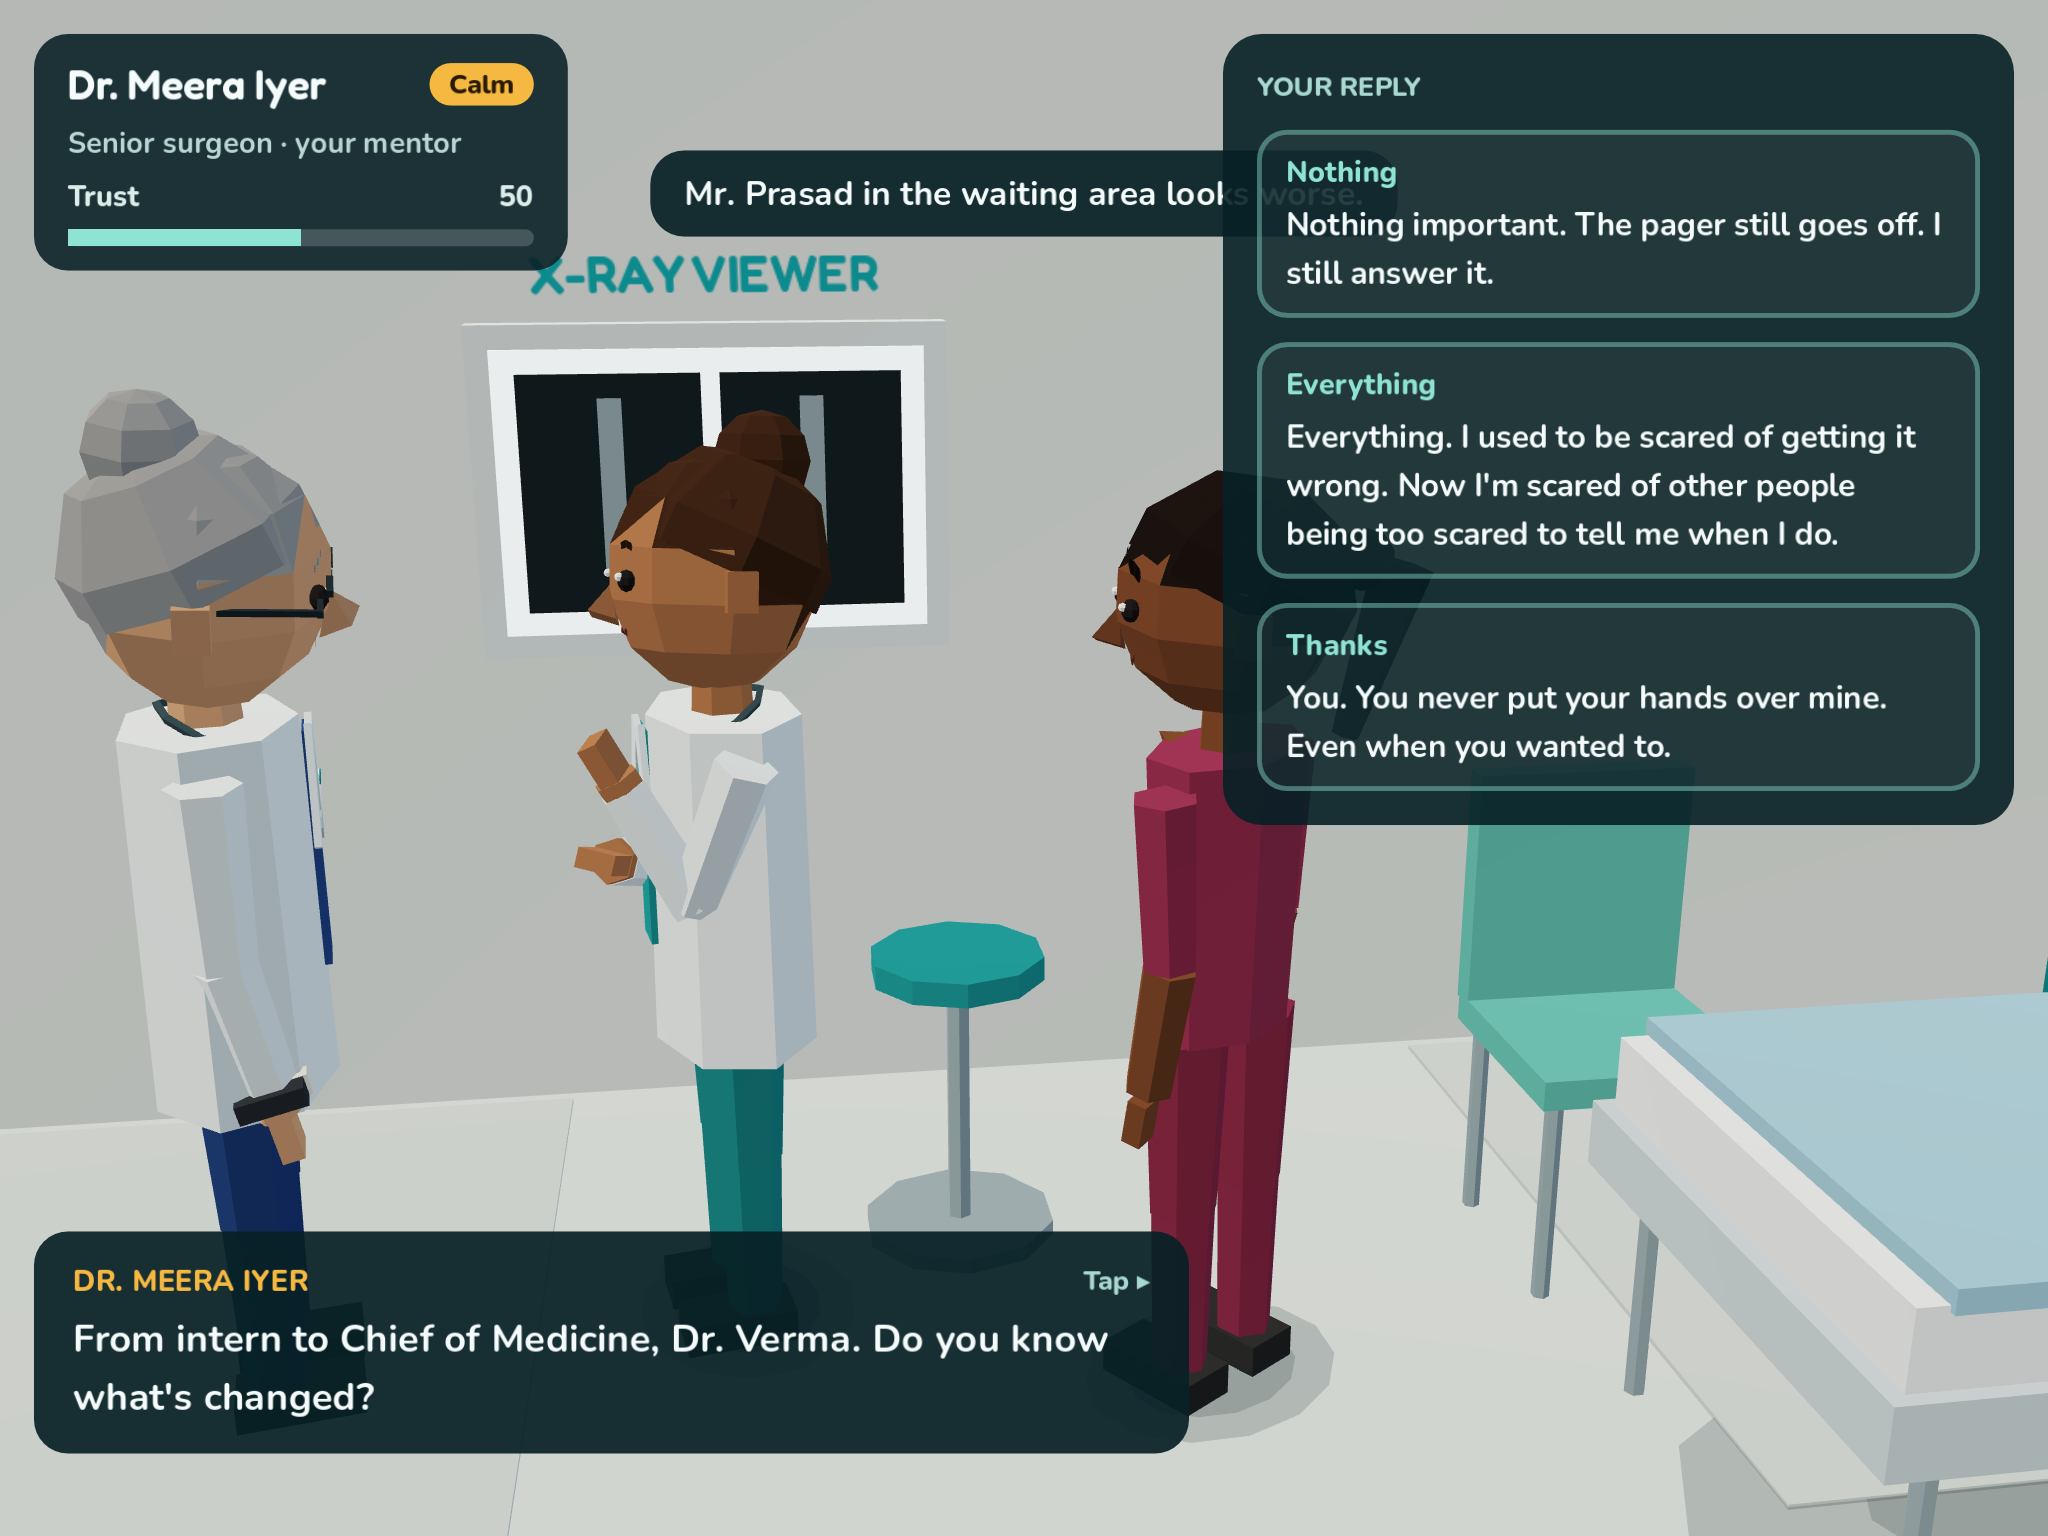 Dr. Meera Iyer
Calm
Senior surgeon · your mentor
Trust
50
Mr. Prasad in the waiting area looks worse.
X-RAY VIEWER
YOUR REPLY
Nothing
Nothing important. The pager still goes off. I
still answer it.
Everything
Everything. I used to be scared of getting it
wrong. Now I'm scared of other people
being too scared to tell me when I do.
Thanks
You. You never put your hands over mine.
Even when you wanted to.
DR. MEERA IYER
Tap ▸
From intern to Chief of Medicine, Dr. Verma. Do you know
what's changed?